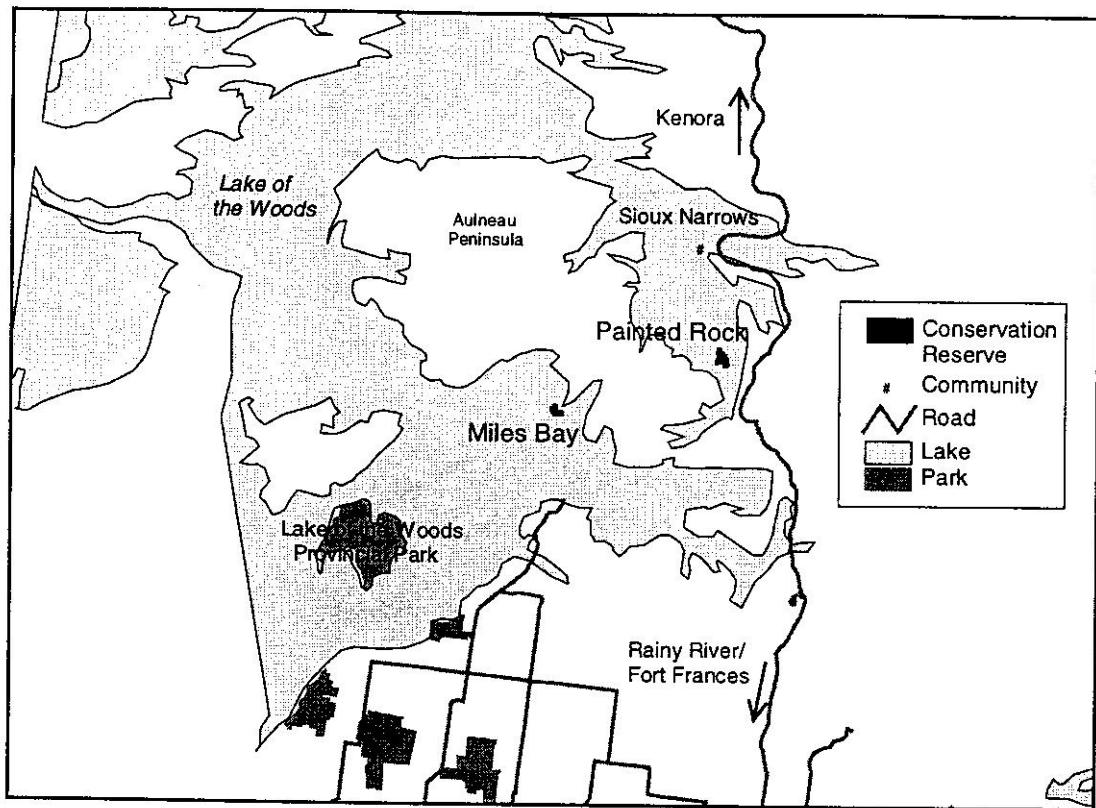 Kenora
Lake of
the Woods
Aulneau
Peninsula
Sioux Narrows
Painted Rock
Miles Bay
Lake of the Woods
Provincial Park
Rainy River/
Fort Frances
Conservation
Reserve
Community
Road
Lake
Park